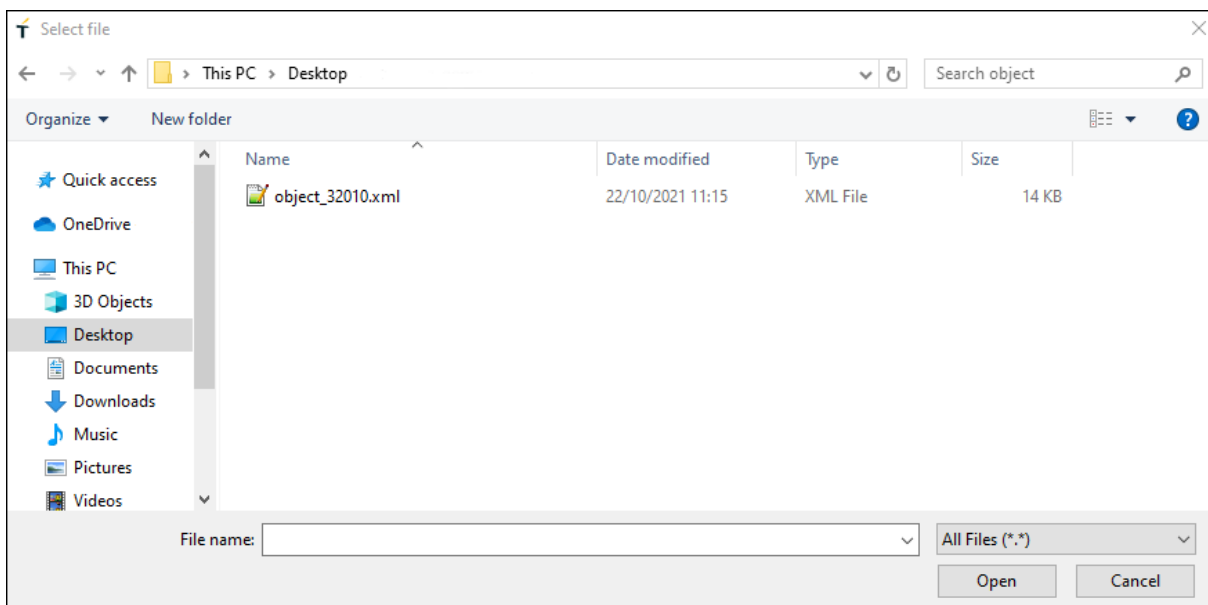 Select file
This PC > Desktop
Search object
Organize
New folder
?
Name
Date modified
Type
Size
object_32010.xml
22/10/2021 11:15
XML File
14 KB
Quick access
OneDrive
This PC
3D Objects
Desktop
Documents
Downloads
Music
Pictures
Videos
File name:
All Files (*.*)
Open
Cancel